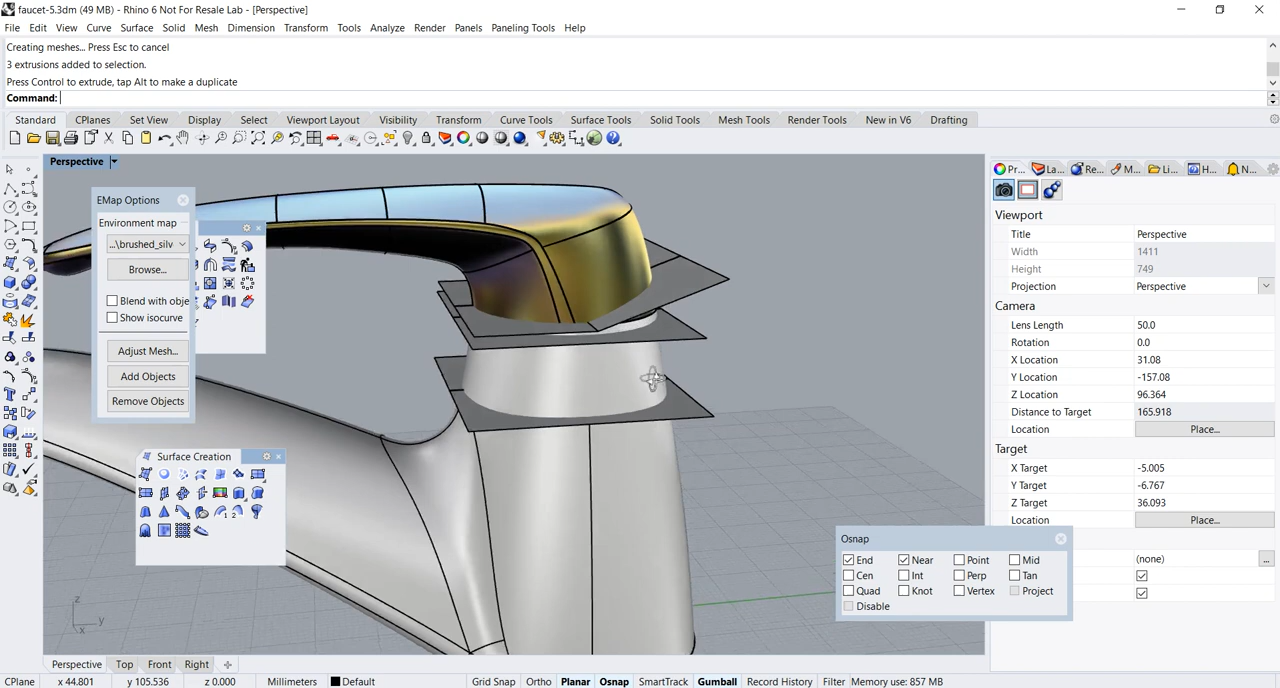 faucet-5.3dm (49 MB) - Rhino 6 Not For Resale Lab - [Perspective]
File Edit View Curve Surface Solid Mesh Dimension Transform Tools Analyze Render Panels Paneling Tools Help
Creating meshes... Press Esc to cancel
3 extrusions added to selection.
Press Control to extrude, tap Alt to make a duplicate
Command:
Standard CPlanes Set View Display Select Viewport Layout Visibility Transform Curve Tools Surface Tools Solid Tools Mesh Tools Render Tools New in V6 Drafting
Perspective
Pr... La... Re... M... Li... H... N...
EMap Options
Environment map
...\brushed_silv
Browse...
Blend with obje
Show isocurve
Adjust Mesh...
Add Objects
Remove Objects
Surface Creation
1 2
Viewport
Title Perspective
Width 1411
Height 749
Projection Perspective
Camera
Lens Length 50.0
Rotation 0.0
X Location 31.08
Y Location -157.08
Z Location 96.364
Distance to Target 165.918
Location Place...
Target
X Target -5.005
Y Target -6.767
Z Target 36.093
Location Place...
(none) ...
Osnap
End Near Point Mid
Cen Int Perp Tan
Quad Knot Vertex Project
Disable
z
y
x
Perspective Top Front Right
CPlane x 44.801 y 105.536 z 0.000 Millimeters Default Grid Snap Ortho Planar Osnap SmartTrack Gumball Record History Filter Memory use: 857 MB